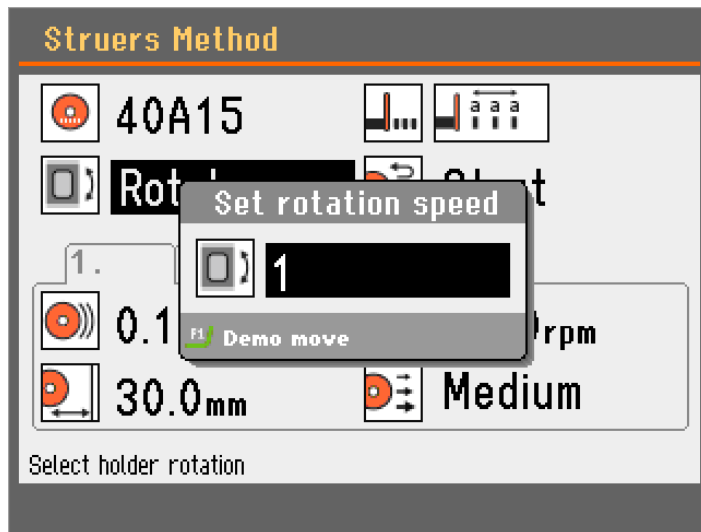 Struers Method
40A15
a a a
Set rotation speed
1
1.
0.1
rpm
F1 Demo move
30.0mm
Medium
Select holder rotation